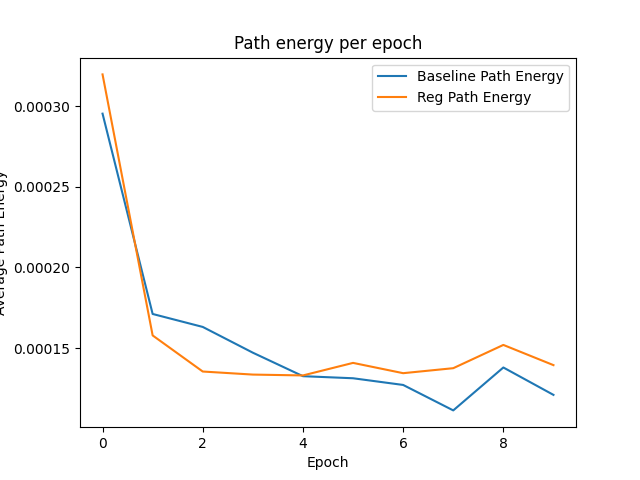 Path energy per epoch
Baseline Path Energy
Reg Path Energy
0.00030
0.00025
0.00020
0.00015
Average Path Energy
0
2
4
6
8
Epoch